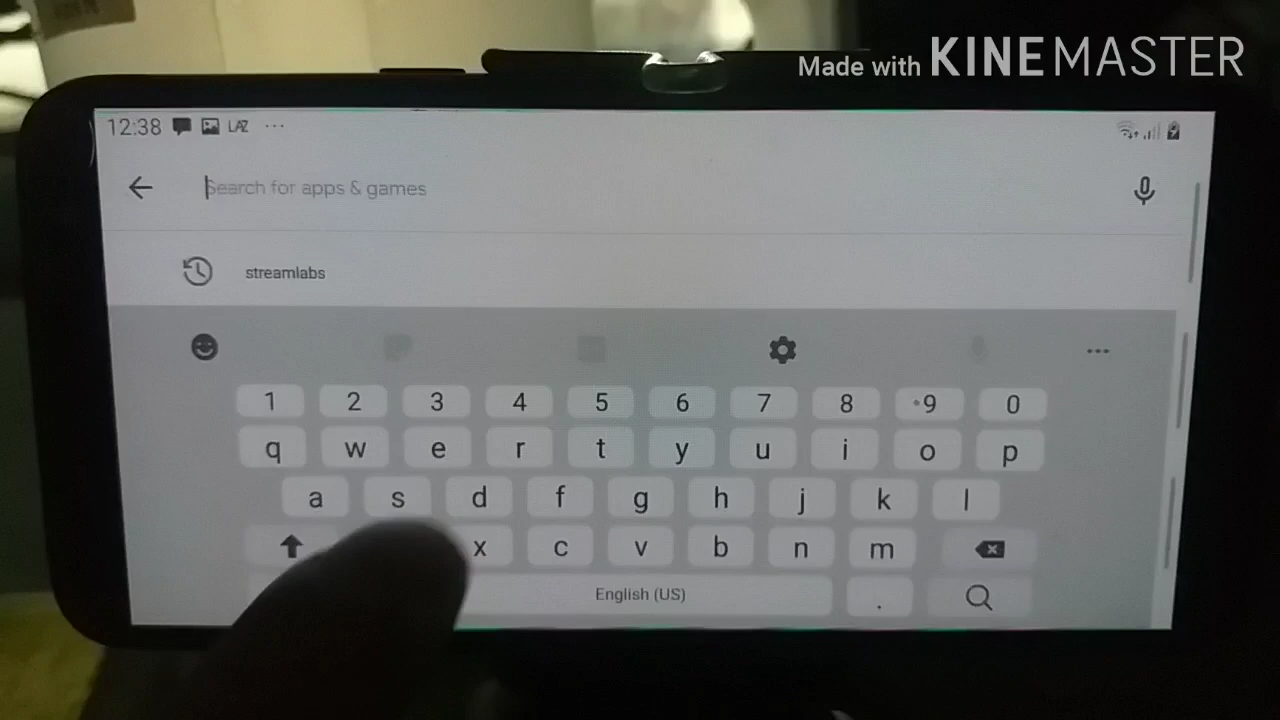 Made with KINEMASTER
12:38 LAZ ...
Search for apps & games
streamlabs
1 2 3 4 5 6 7 8 9 0
q w e r t y u i o p
a s d f g h j k l
x c v b n m
English (US) .